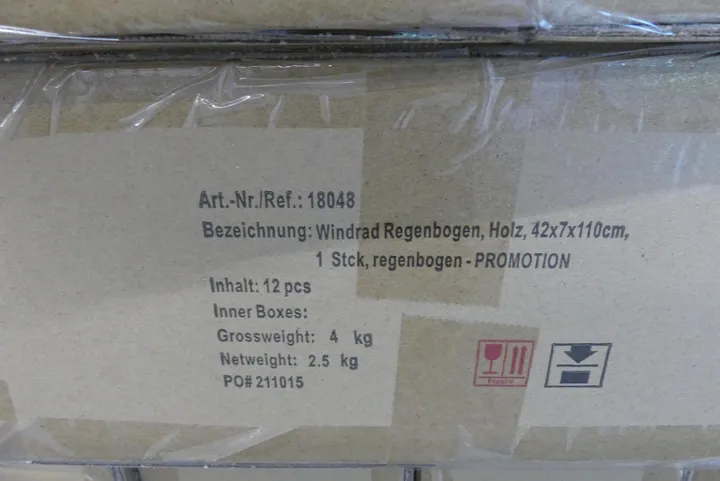 Art.-Nr./Ref.: 18048
Bezeichnung: Windrad Regenbogen, Holz, 42x7x110cm,
1 Stck, regenbogen - PROMOTION
Inhalt: 12 pcs
Inner Boxes:
Grossweight: 4 kg
Netweight: 2.5 kg
PO# 211015
Fragile